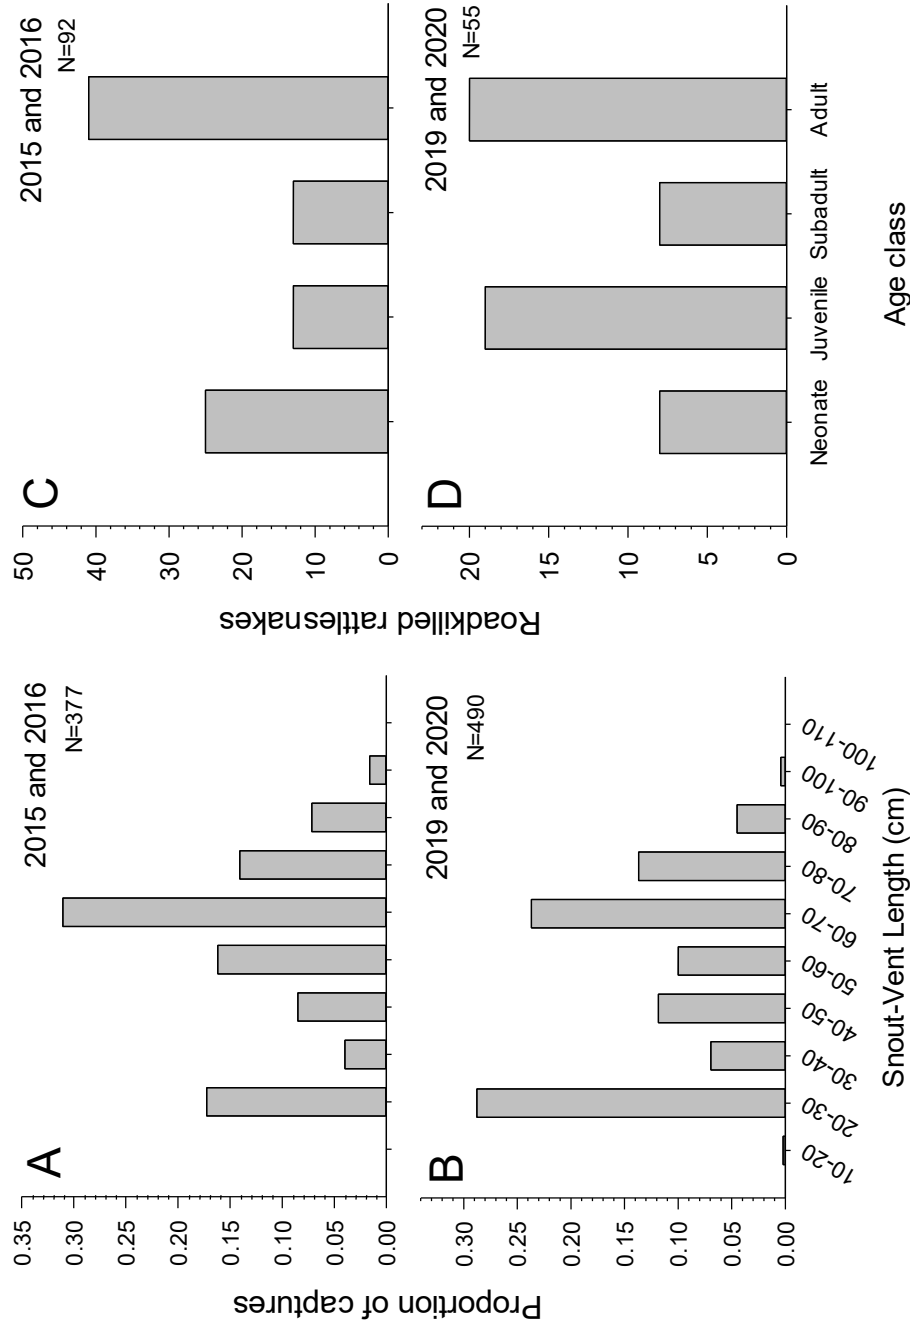 A
2015 and 2016
N=377
0.35
0.30
0.25
0.20
0.15
0.10
0.05
0.00
Proportion of captures
B
2019 and 2020
N=490
0.30
0.25
0.20
0.15
0.10
0.05
0.00
10-20
20-30
30-40
40-50
50-60
60-70
70-80
80-90
90-100
100-110
Snout-Vent Length (cm)
C
2015 and 2016
N=92
50
40
30
20
10
0
Roadkilled rattlesnakes
D
2019 and 2020
N=55
20
15
10
5
0
Neonate
Juvenile
Subadult
Adult
Age class